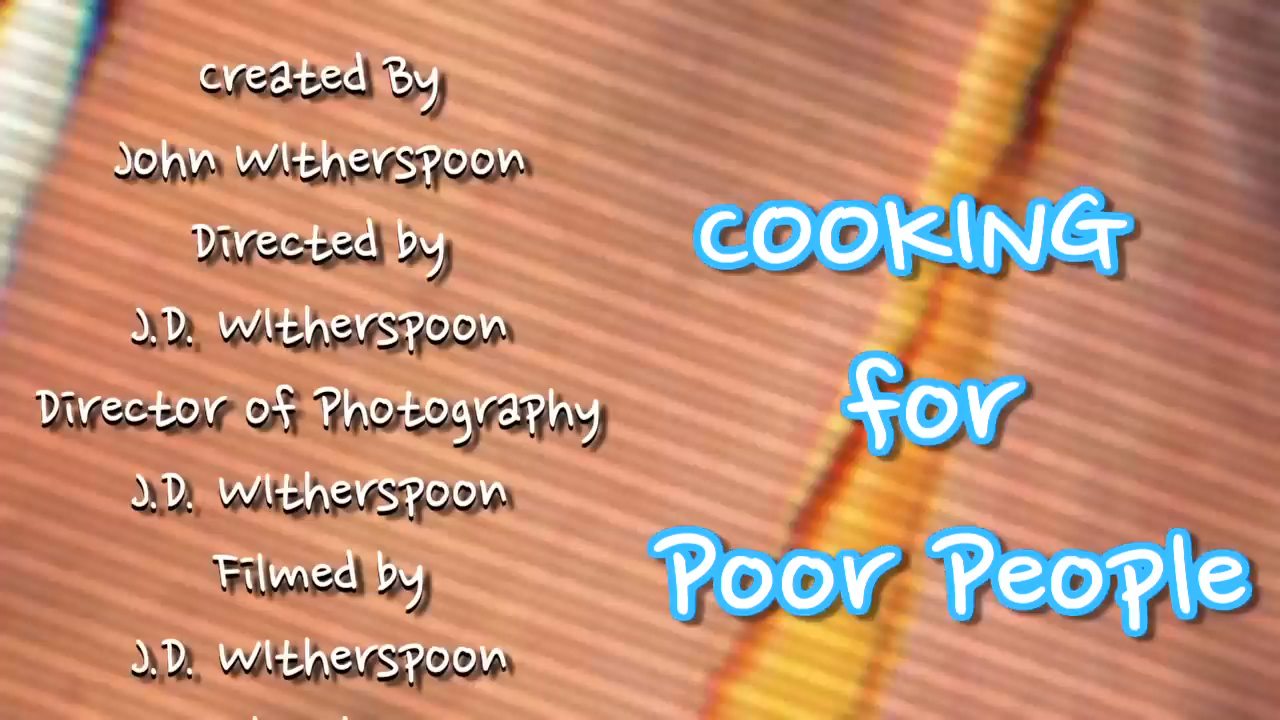 Created By
John WItherspoon
Directed by
J.D. WItherspoon
Director of Photography
J.D. WItherspoon
Filmed by
J.D. WItherspoon
COOKING
for
Poor People